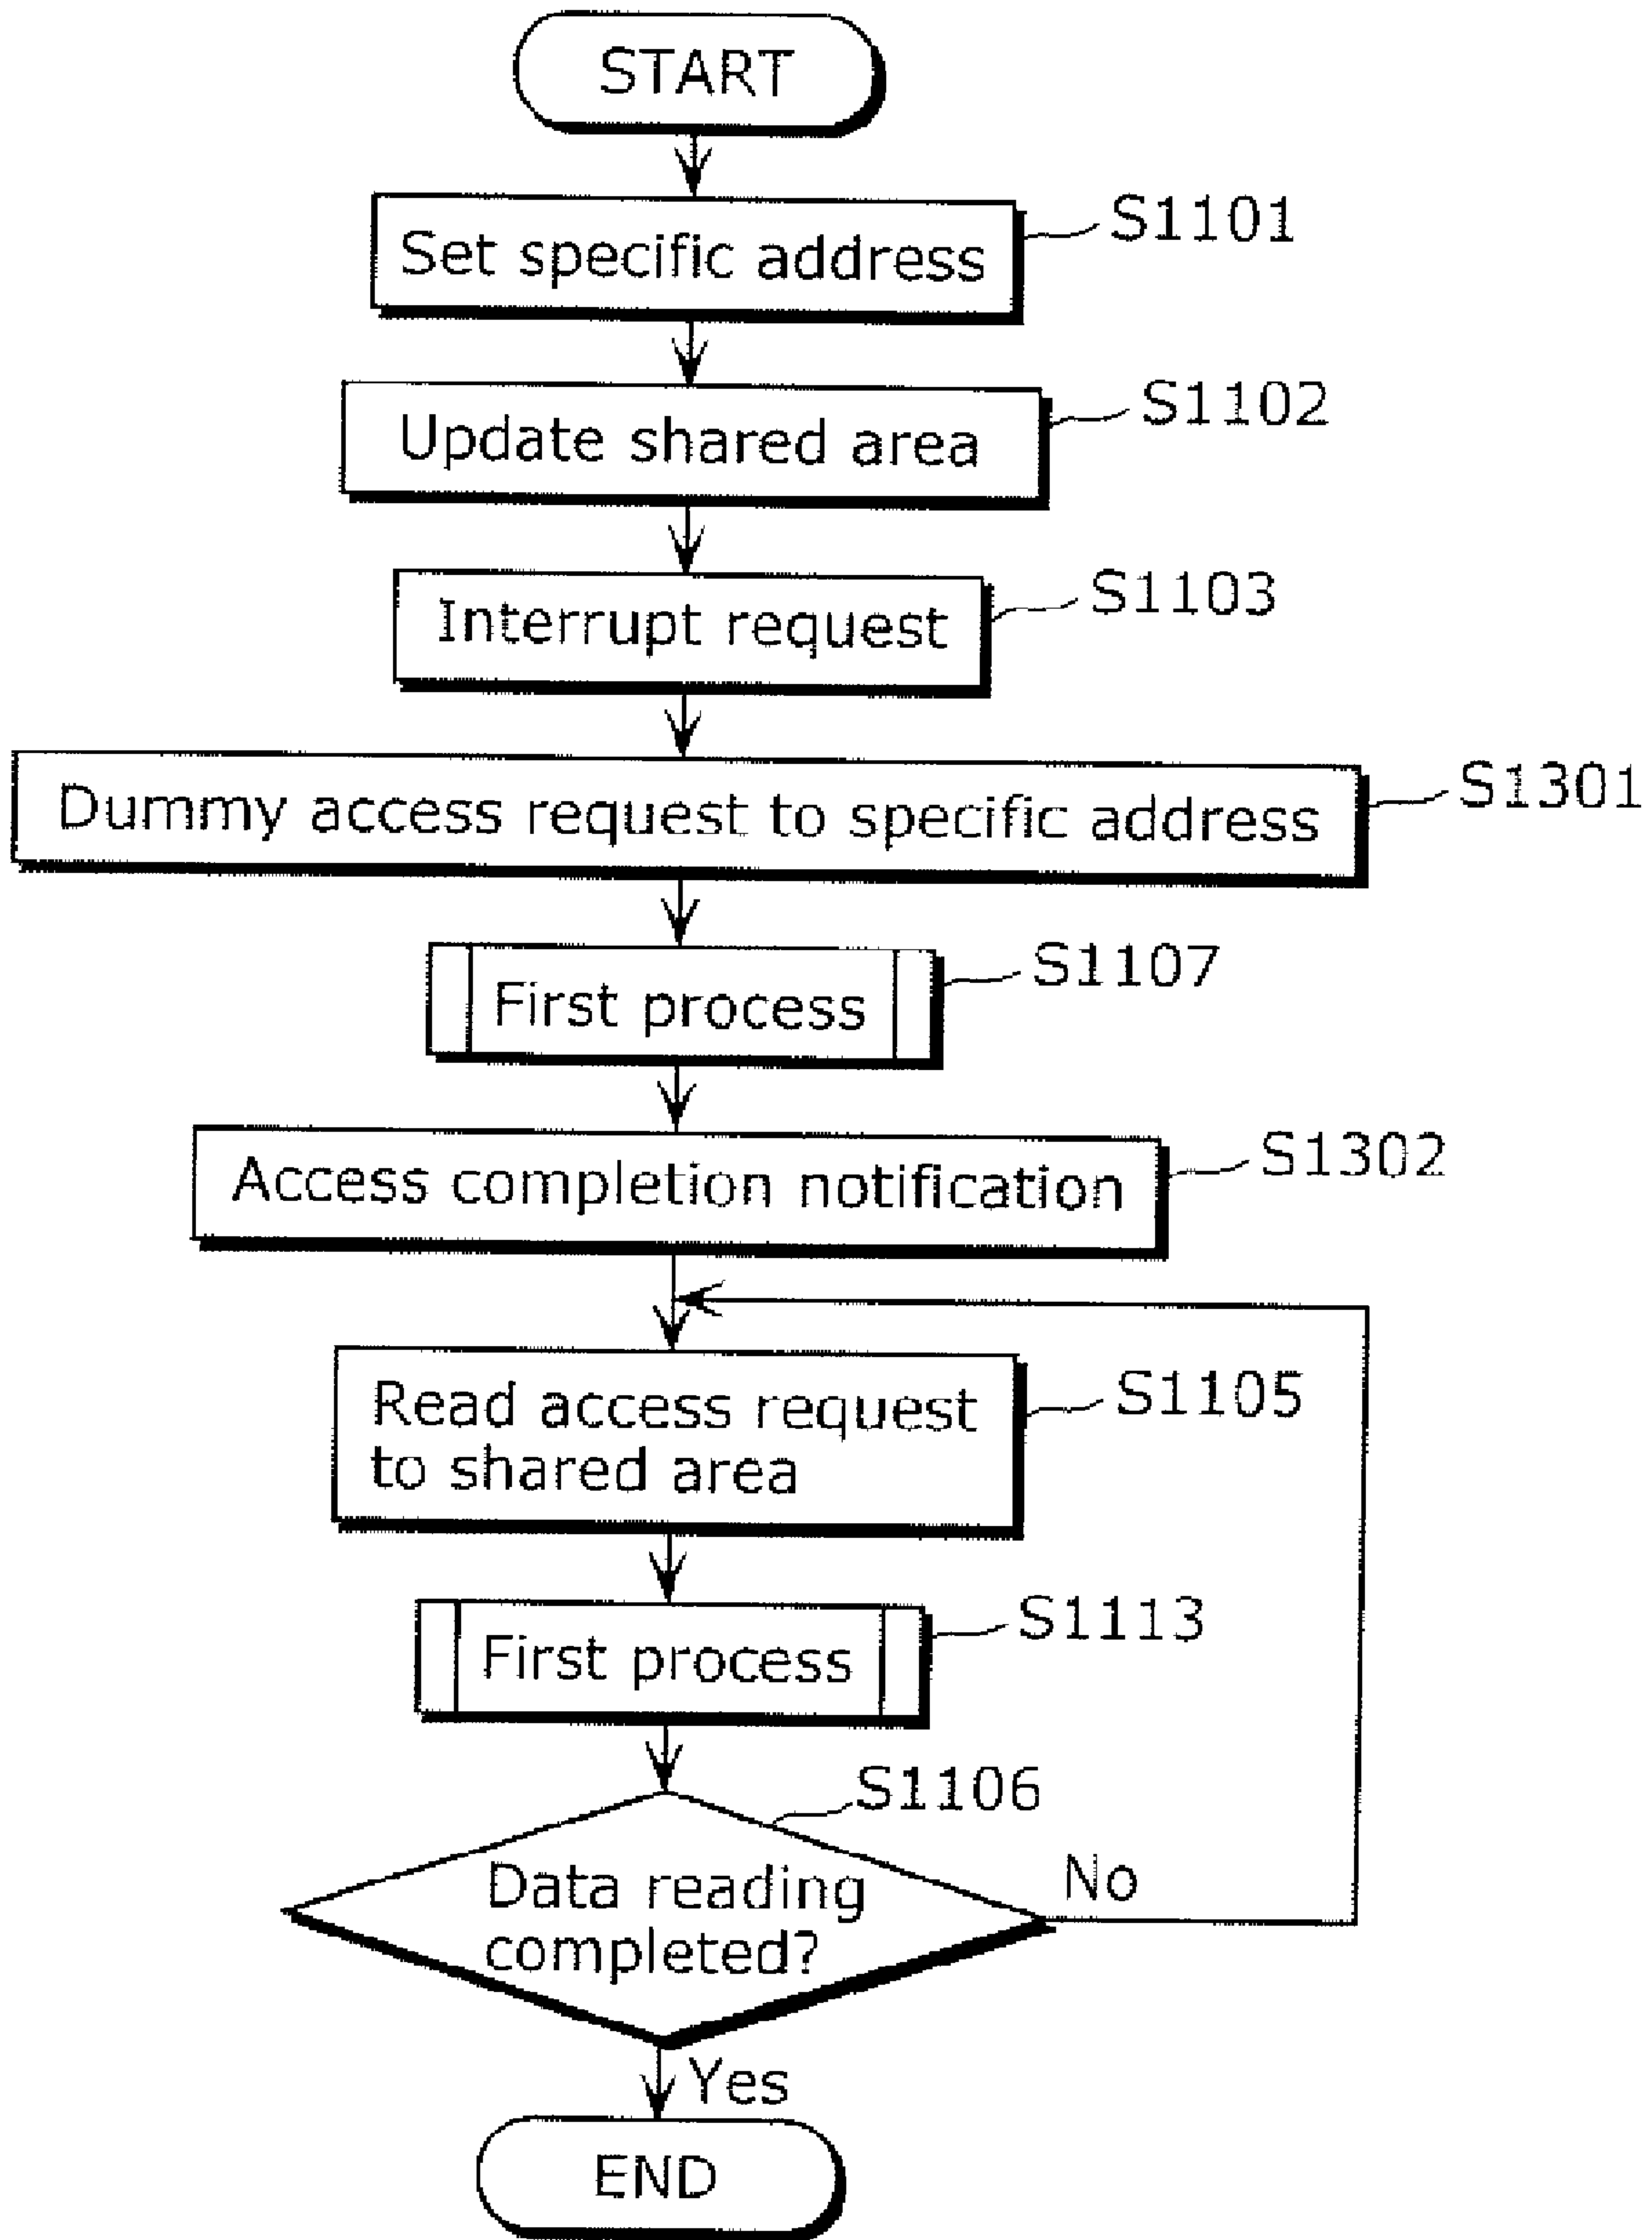 START
Set specific address
S1101
Update shared area
S1102
Interrupt request
S1103
Dummy access request to specific address
S1301
First process
S1107
Access completion notification
S1302
Read access request
to shared area
S1105
First process
S1113
S1106
Data reading
completed?
No
Yes
END